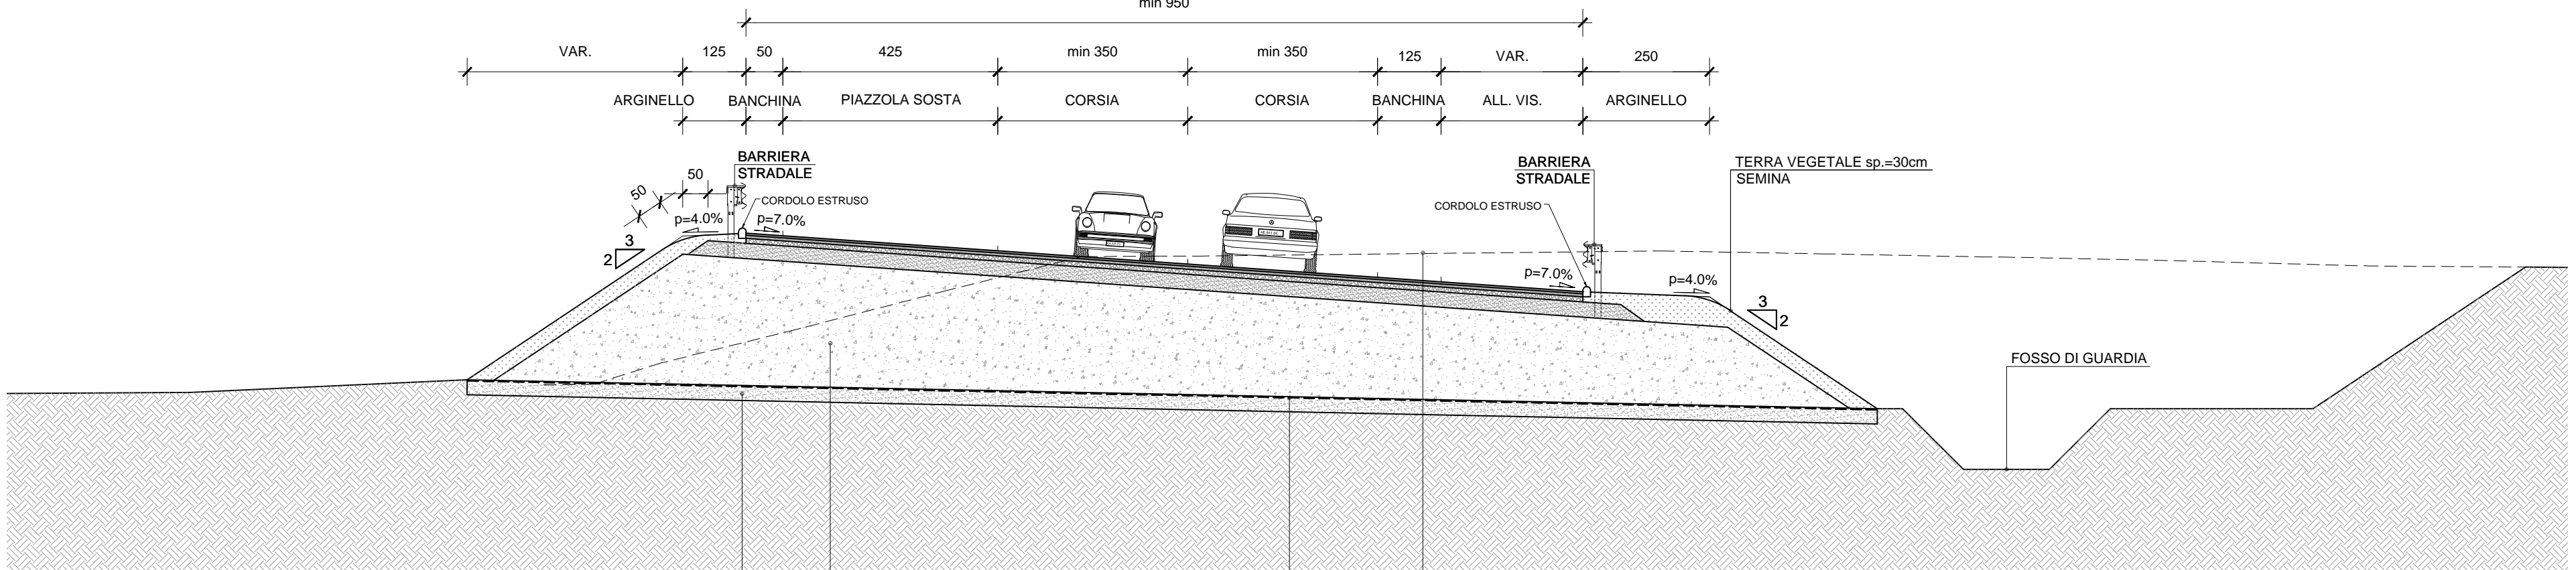 min 950
VAR.
125
50
425
min 350
min 350
125
VAR.
250
ARGINELLO
BANCHINA
PIAZZOLA SOSTA
CORSIA
CORSIA
BANCHINA
ALL. VIS.
ARGINELLO
BARRIERA
STRADALE
BARRIERA
STRADALE
TERRA VEGETALE sp.=30cm
SEMINA
50
50
CORDOLO ESTRUSO
CORDOLO ESTRUSO
p=4.0%
p=7.0%
3
2
p=7.0%
p=4.0%
3
2
FOSSO DI GUARDIA